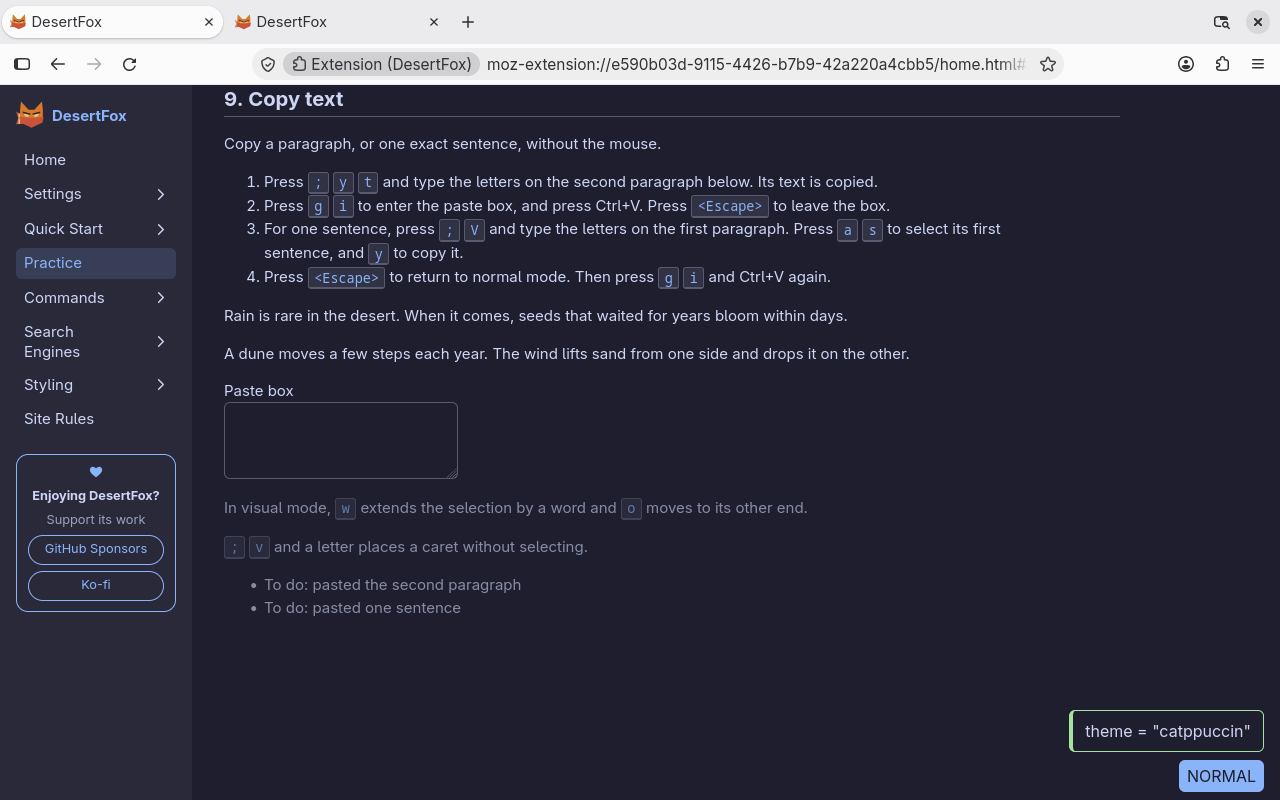 DesertFox
DesertFox
Extension (DesertFox) moz-extension://e590b03d-9115-4426-b7b9-42a220a4cbb5/home.html#
DesertFox
Home
Settings
Quick Start
Practice
Commands
Search
Engines
Styling
Site Rules
Enjoying DesertFox?
Support its work
GitHub Sponsors
Ko-fi
9. Copy text
Copy a paragraph, or one exact sentence, without the mouse.
1. Press ; y t and type the letters on the second paragraph below. Its text is copied.
2. Press g i to enter the paste box, and press Ctrl+V. Press <Escape> to leave the box.
3. For one sentence, press ; V and type the letters on the first paragraph. Press a s to select its first
sentence, and y to copy it.
4. Press <Escape> to return to normal mode. Then press g i and Ctrl+V again.
Rain is rare in the desert. When it comes, seeds that waited for years bloom within days.
A dune moves a few steps each year. The wind lifts sand from one side and drops it on the other.
Paste box
In visual mode, w extends the selection by a word and o moves to its other end.
; v and a letter places a caret without selecting.
• To do: pasted the second paragraph
• To do: pasted one sentence
theme = "catppuccin"
NORMAL